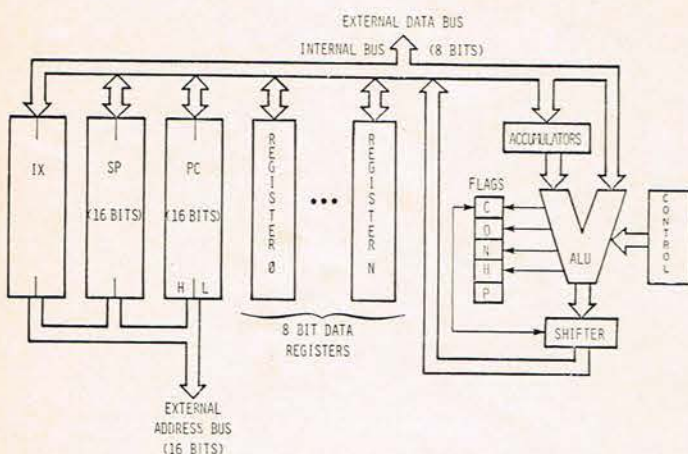 EXTERNAL DATA BUS
INTERNAL BUS (8 BITS)
IX
SP
(16 BITS)
PC
(16 BITS)
H L
REGISTER Ø
•••
REGISTER N
8 BIT DATA
REGISTERS
EXTERNAL
ADDRESS BUS
(16 BITS)
ACCUMULATORS
FLAGS
C
O
N
H
P
ALU
CONTROL
SHIFTER